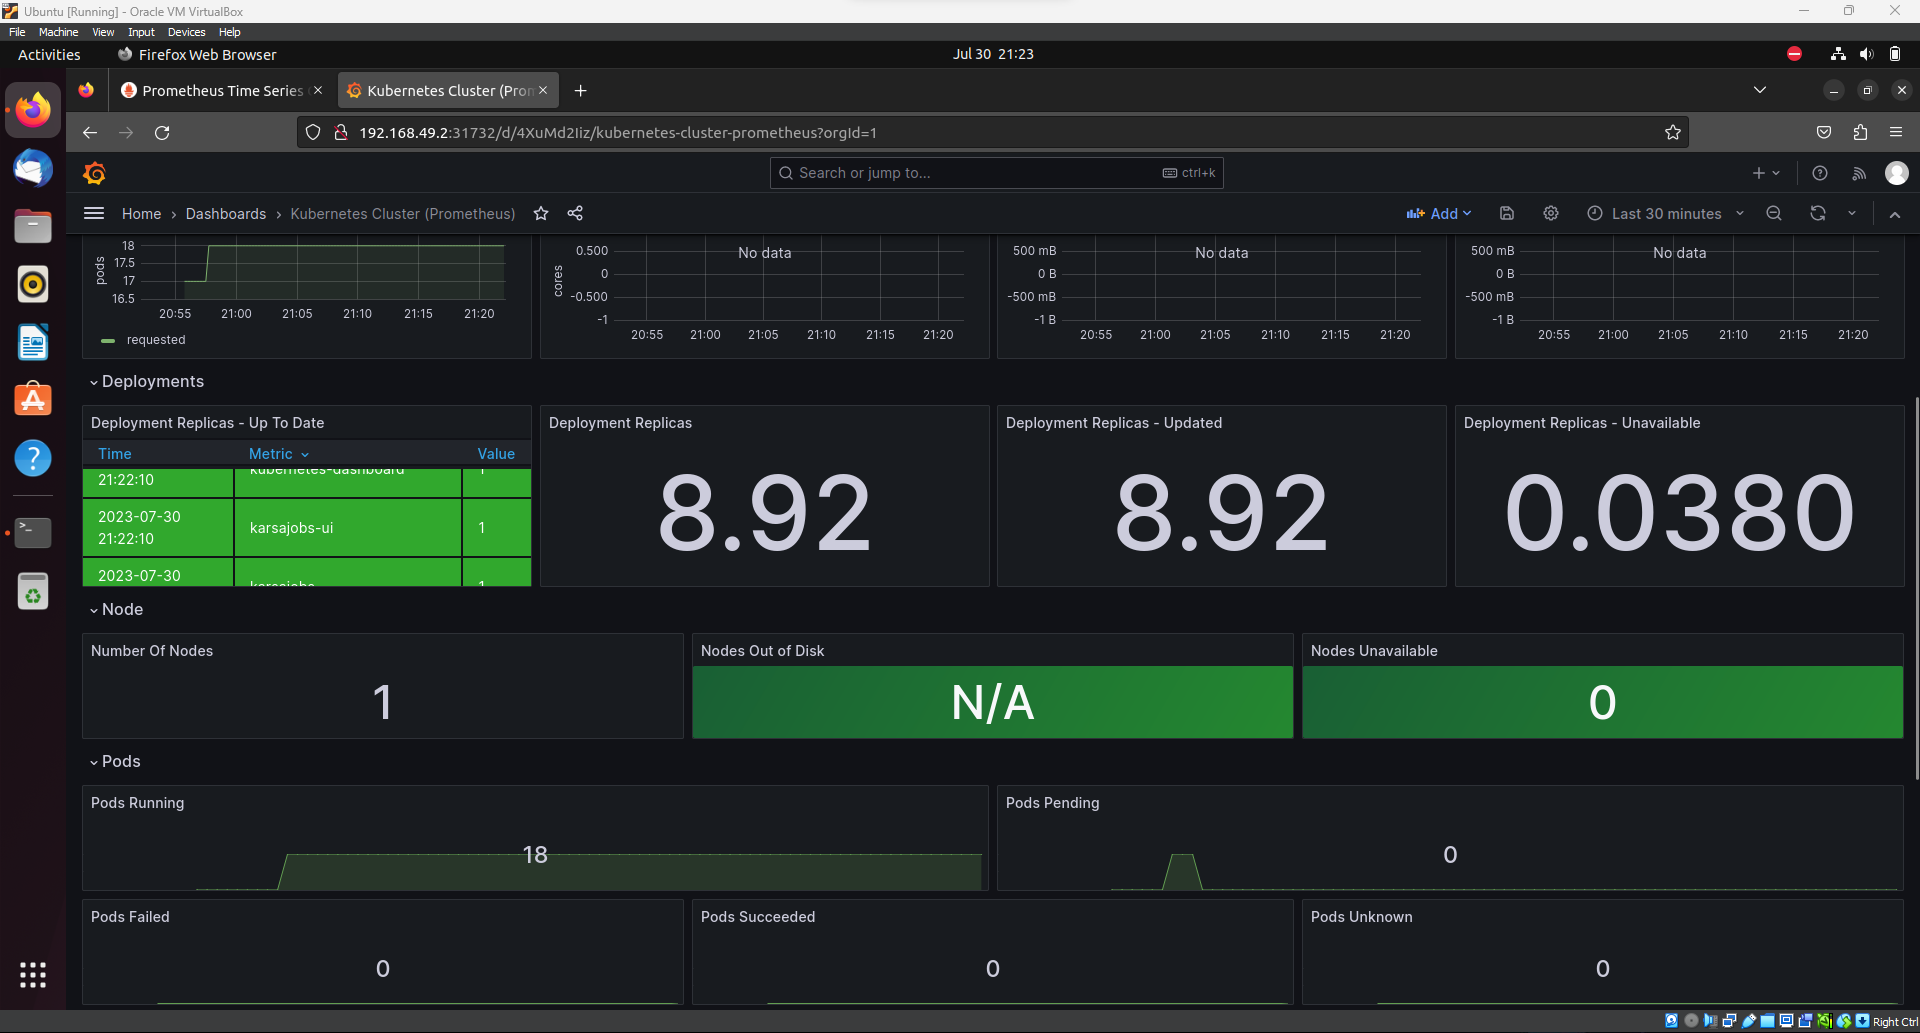 Ubuntu [Running] - Oracle VM VirtualBox
File Machine View Input Devices Help
Activities Firefox Web Browser Jul 30 21:23
Prometheus Time Series Kubernetes Cluster (Pron
192.168.49.2:31732/d/4XuMd2Iiz/kubernetes-cluster-prometheus?orgId=1
Search or jump to... ctrl+k
Home › Dashboards › Kubernetes Cluster (Prometheus) Add Last 30 minutes
pods
18
17.5
17
16.5
20:55 21:00 21:05 21:10 21:15 21:20
requested
cores
0.500
0
-0.500
-1
No data
20:55 21:00 21:05 21:10 21:15 21:20
500 mB
0 B
-500 mB
-1 B
No data
20:55 21:00 21:05 21:10 21:15 21:20
500 mB
0 B
-500 mB
-1 B
No data
20:55 21:00 21:05 21:10 21:15 21:20
Deployments
Deployment Replicas - Up To Date
Time Metric Value
21:22:10 kubernetes-dashboard 1
2023-07-30
21:22:10 karsajobs-ui 1
2023-07-30
karsajobs 1
Deployment Replicas
8.92
Deployment Replicas - Updated
8.92
Deployment Replicas - Unavailable
0.0380
Node
Number Of Nodes
1
Nodes Out of Disk
N/A
Nodes Unavailable
0
Pods
Pods Running
18
Pods Pending
0
Pods Failed
0
Pods Succeeded
0
Pods Unknown
0
Right Ctrl